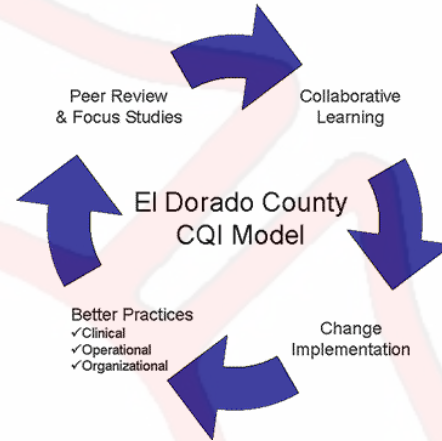 Peer Review
& Focus Studies
Collaborative
Learning
El Dorado County
CQI Model
Better Practices
✓Clinical
✓Operational
✓Organizational
Change
Implementation